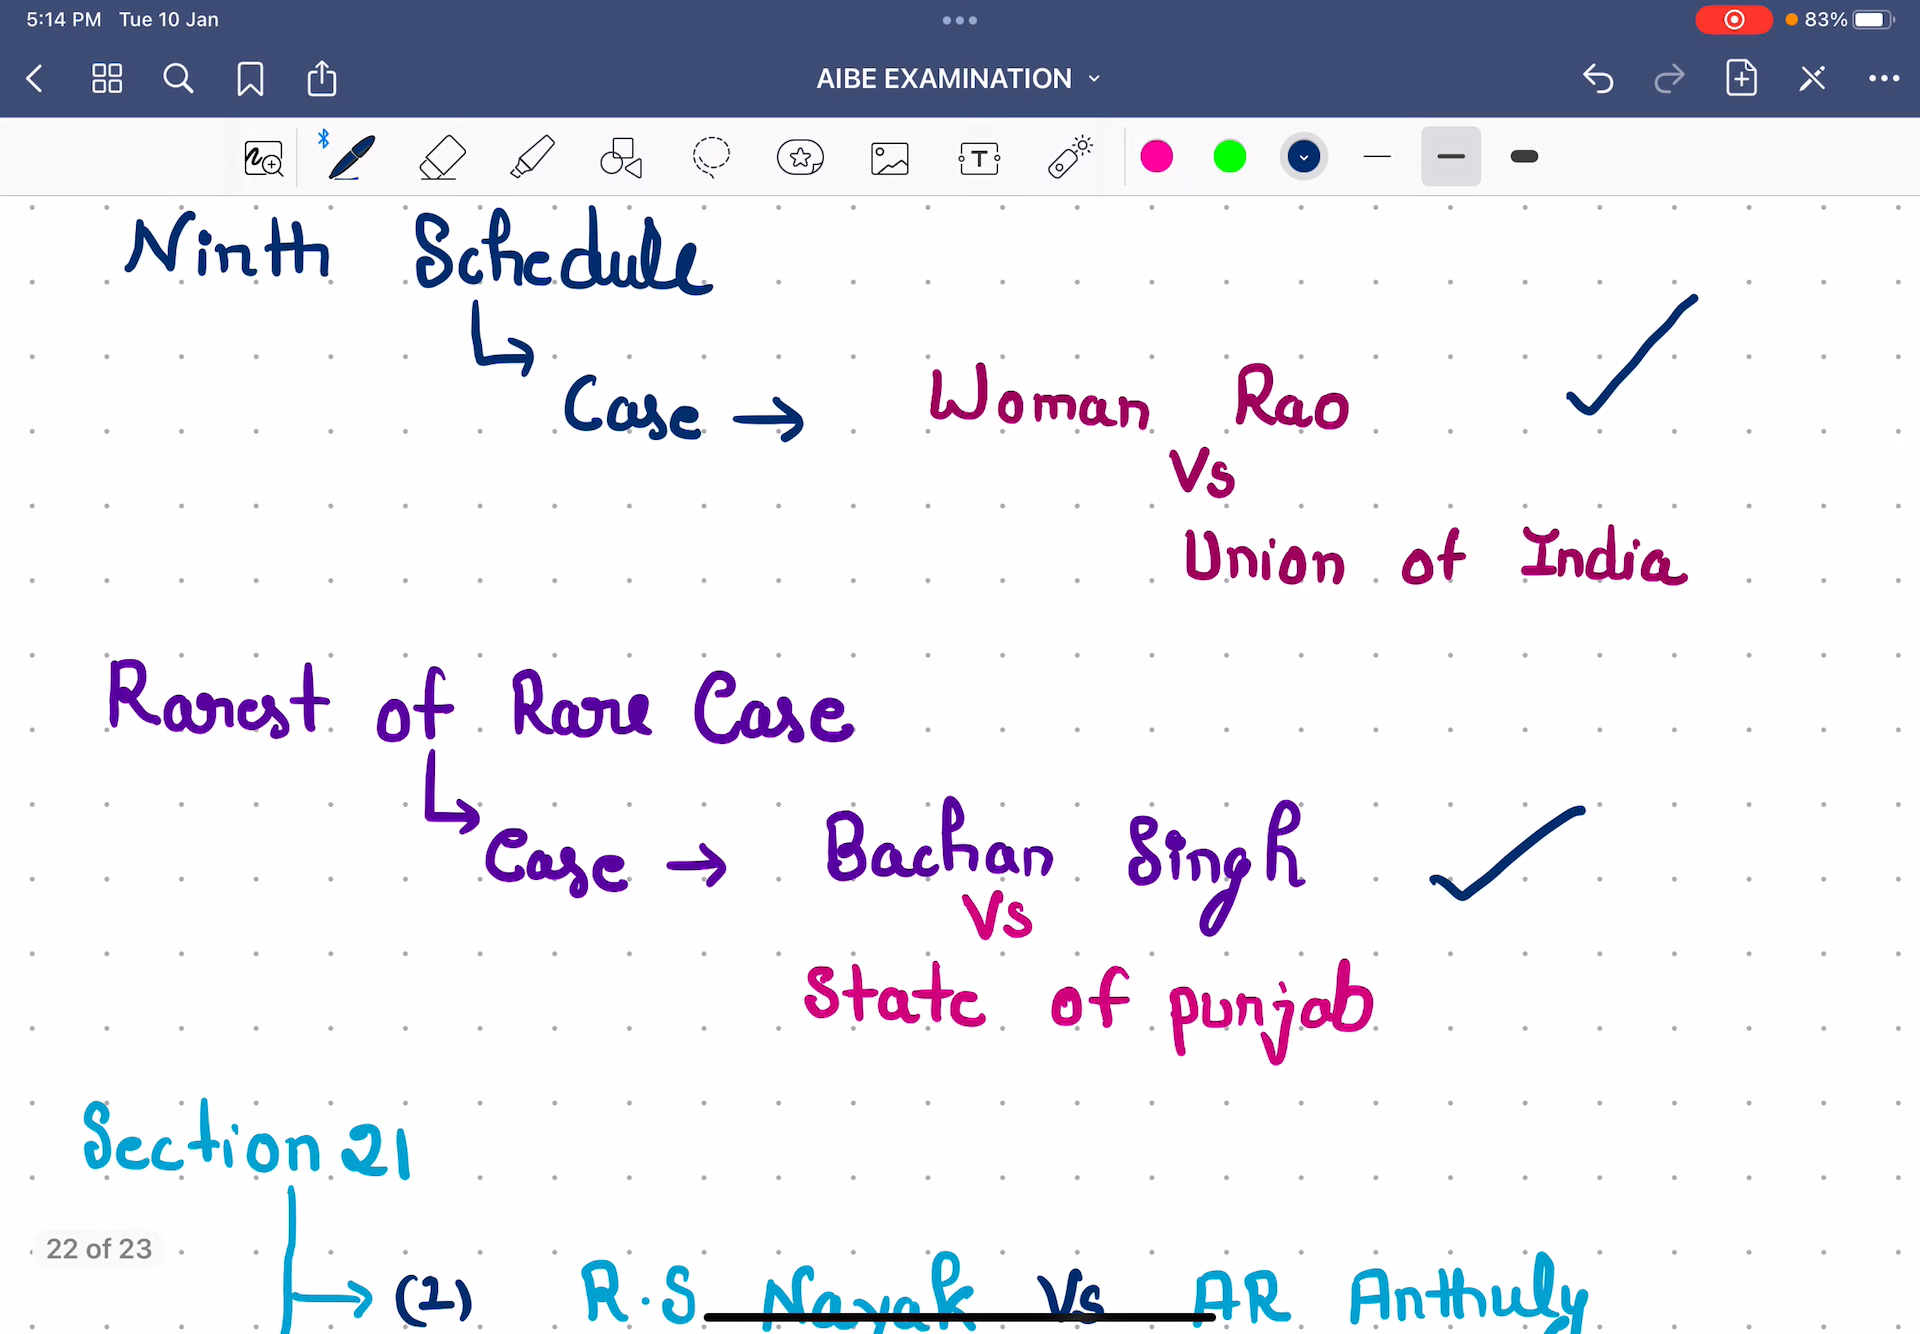 5:14 PM Tue 10 Jan
83%
AIBE EXAMINATION
T
Ninth Schedule
Case → Woman Rao
Vs
Union of India
Rarest of Rare Case
Case → Bachan Singh
Vs
State of punjab
Section 21
22 of 23
→ (1) R.S Nayak Vs AR Anthuly